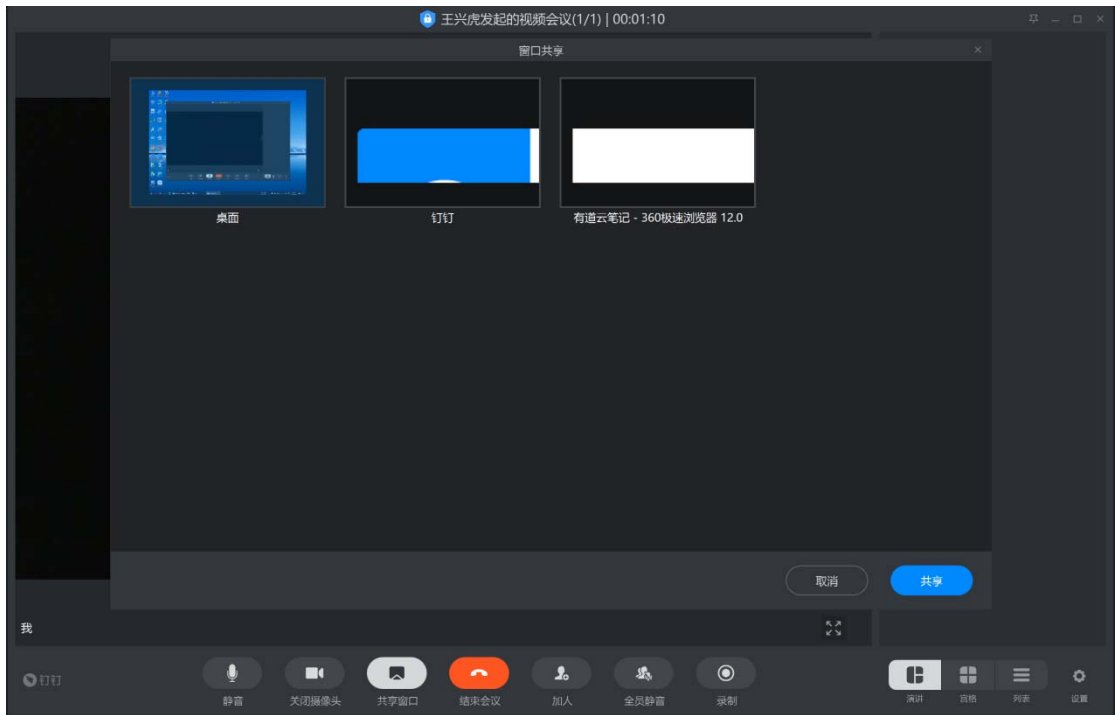 王兴虎发起的视频会议(1/1) | 00:01:10
窗口共享
桌面
钉钉
有道云笔记 - 360极速浏览器 12.0
取消
共享
我
钉钉
静音
关闭摄像头
共享窗口
结束会议
加人
全员静音
录制
演讲
宫格
列表
设置